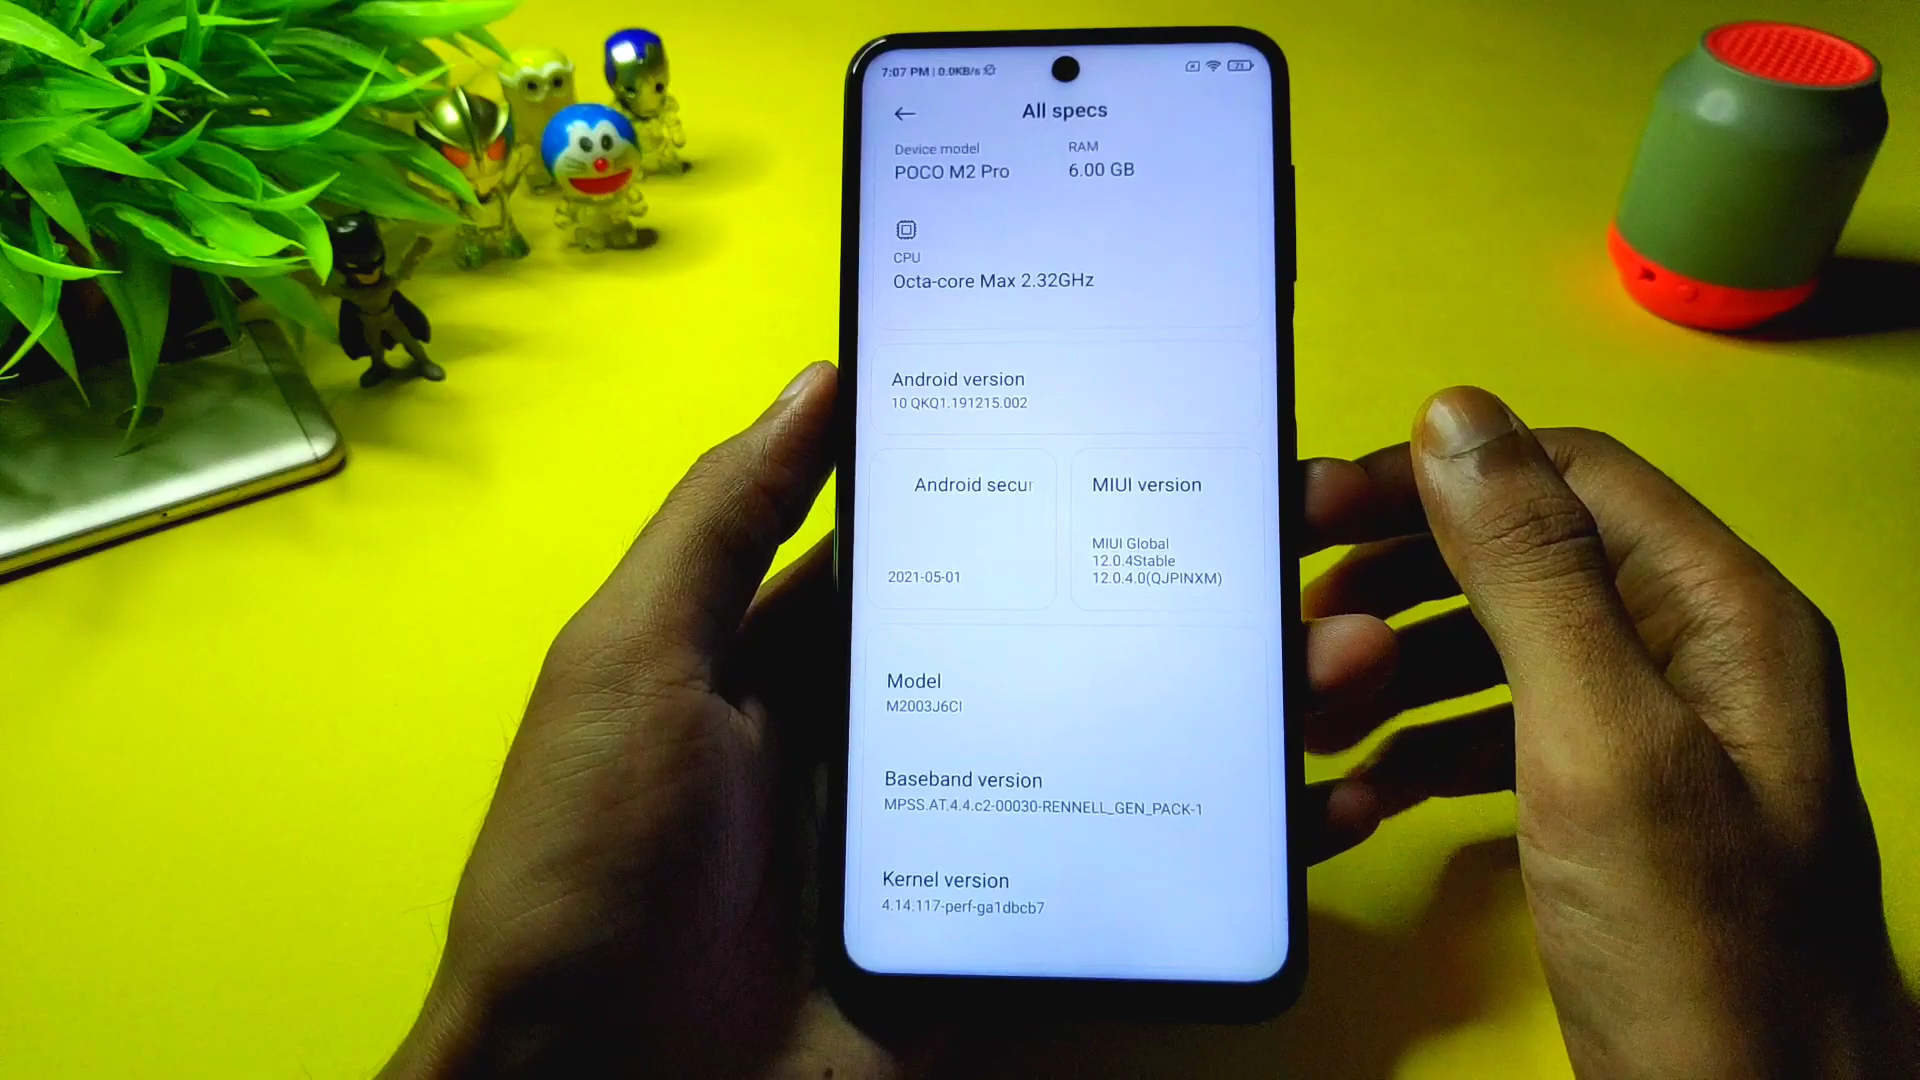 7:07 PM | 0.0KB/s
71
All specs
Device model
POCO M2 Pro
RAM
6.00 GB
CPU
Octa-core Max 2.32GHz
Android version
10 QKQ1.191215.002
Android secur
2021-05-01
MIUI version
MIUI Global
12.0.4Stable
12.0.4.0(QJPINXM)
Model
M2003J6CI
Baseband version
MPSS.AT.4.4.c2-00030-RENNELL_GEN_PACK-1
Kernel version
4.14.117-perf-ga1dbcb7